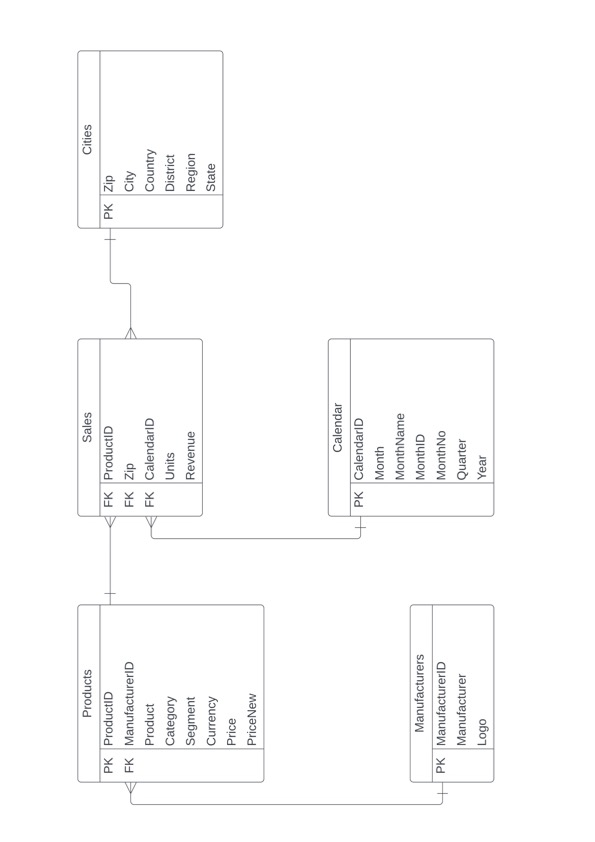 Products
PK ProductID
FK ManufacturerID
Product
Category
Segment
Currency
Price
PriceNew
Sales
FK ProductID
FK Zip
FK CalendarID
Units
Revenue
Cities
PK Zip
City
Country
District
Region
State
Manufacturers
PK ManufacturerID
Manufacturer
Logo
Calendar
PK CalendarID
Month
MonthName
MonthID
MonthNo
Quarter
Year